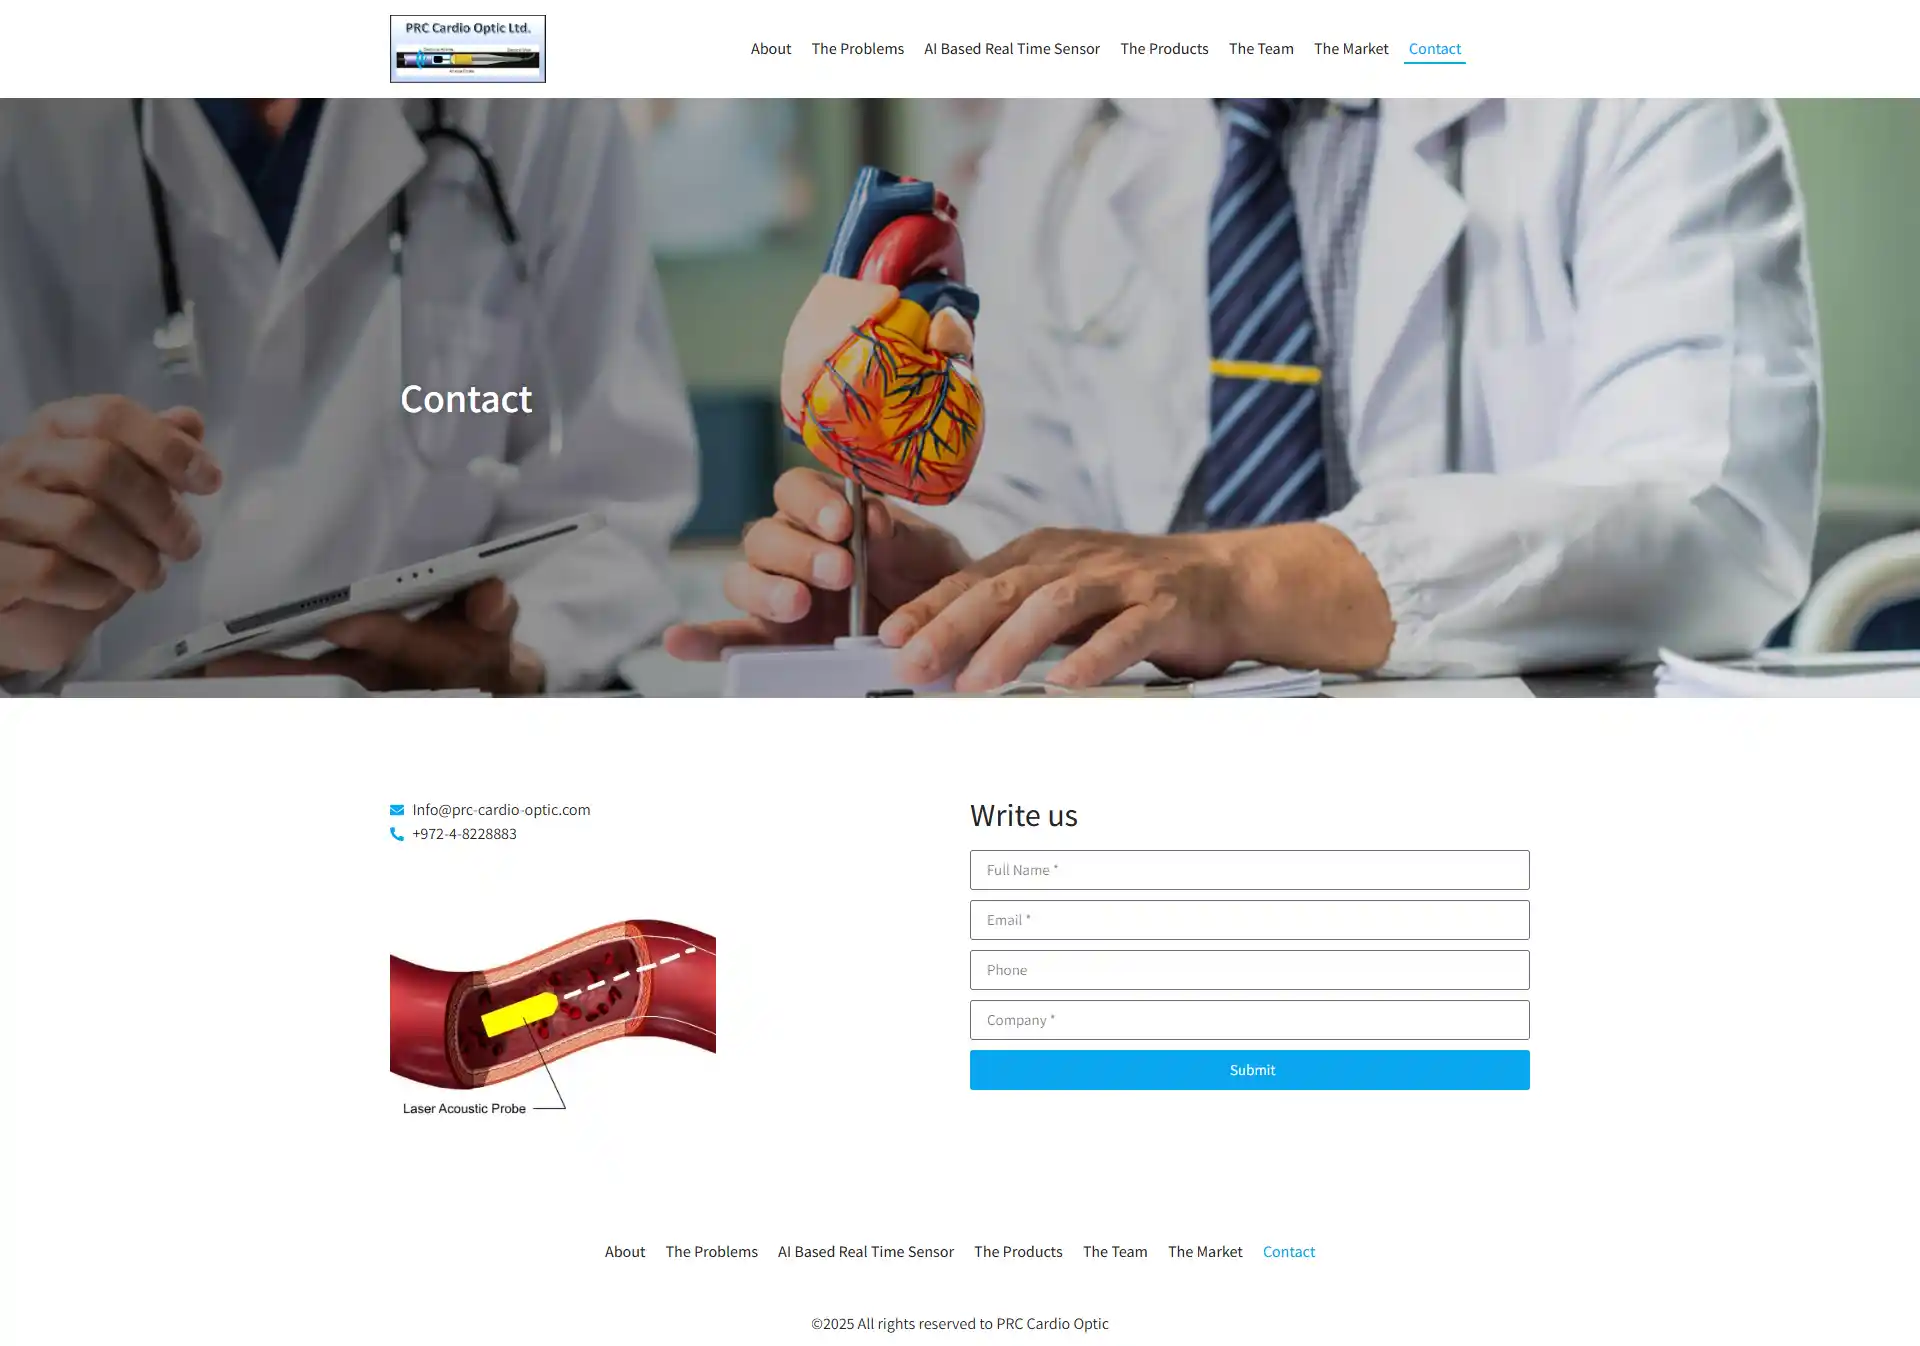 PRC Cardio Optic Ltd.
About
The Problems
AI Based Real Time Sensor
The Products
The Team
The Market
Contact
Contact
Info@prc-cardio-optic.com
+972-4-8228883
Laser Acoustic Probe
Write us
Full Name *
Email *
Phone
Company *
Submit
About
The Problems
AI Based Real Time Sensor
The Products
The Team
The Market
Contact
©2025 All rights reserved to PRC Cardio Optic